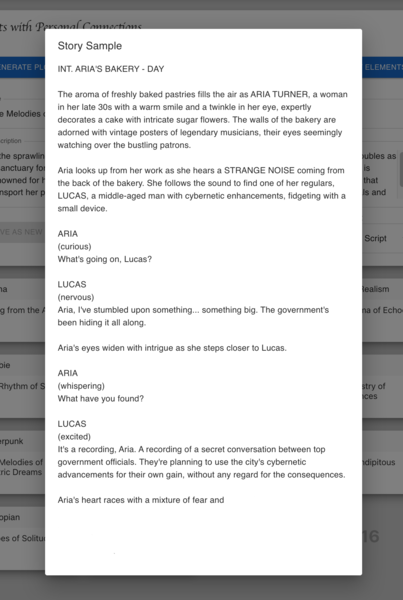 ts with Personal Connections
Story Sample
INT. ARIA'S BAKERY - DAY
ENERATE PL
ELEMENTS
The aroma of freshly baked pastries fills the air as ARIA TURNER, a woman
in her late 30s with a warm smile and a twinkle in her eye, expertly
decorates a cake with intricate sugar flowers. The walls of the bakery are
adorned with vintage posters of legendary musicians, their eyes seemingly
watching over the bustling patrons.
e Melodies
scription
the sprawlin
anctuary fo
owned for h
nsport her p
oubles as
is
that
ls and
Aria looks up from her work as she hears a STRANGE NOISE coming from
the back of the bakery. She follows the sound to find one of her regulars,
LUCAS, a middle-aged man with cybernetic enhancements, fidgeting with a
small device.
VE AS NEW
Script
ARIA
(curious)
What's going on, Lucas?
LUCAS
(nervous)
Aria, I've stumbled upon something... something big. The government's
been hiding it all along.
na
g from the A
Realism
na of Echo
Aria's eyes widen with intrigue as she steps closer to Lucas.
ARIA
(whispering)
What have you found?
bie
Rhythm of S
stry of
nces
LUCAS
(excited)
It's a recording, Aria. A recording of a secret conversation between top
government officials. They're planning to use the city's cybernetic
advancements for their own gain, without any regard for the consequences.
erpunk
Melodies of
ric Dreams
ndipitous
Aria's heart races with a mixture of fear and
opian
es of Solitu
16